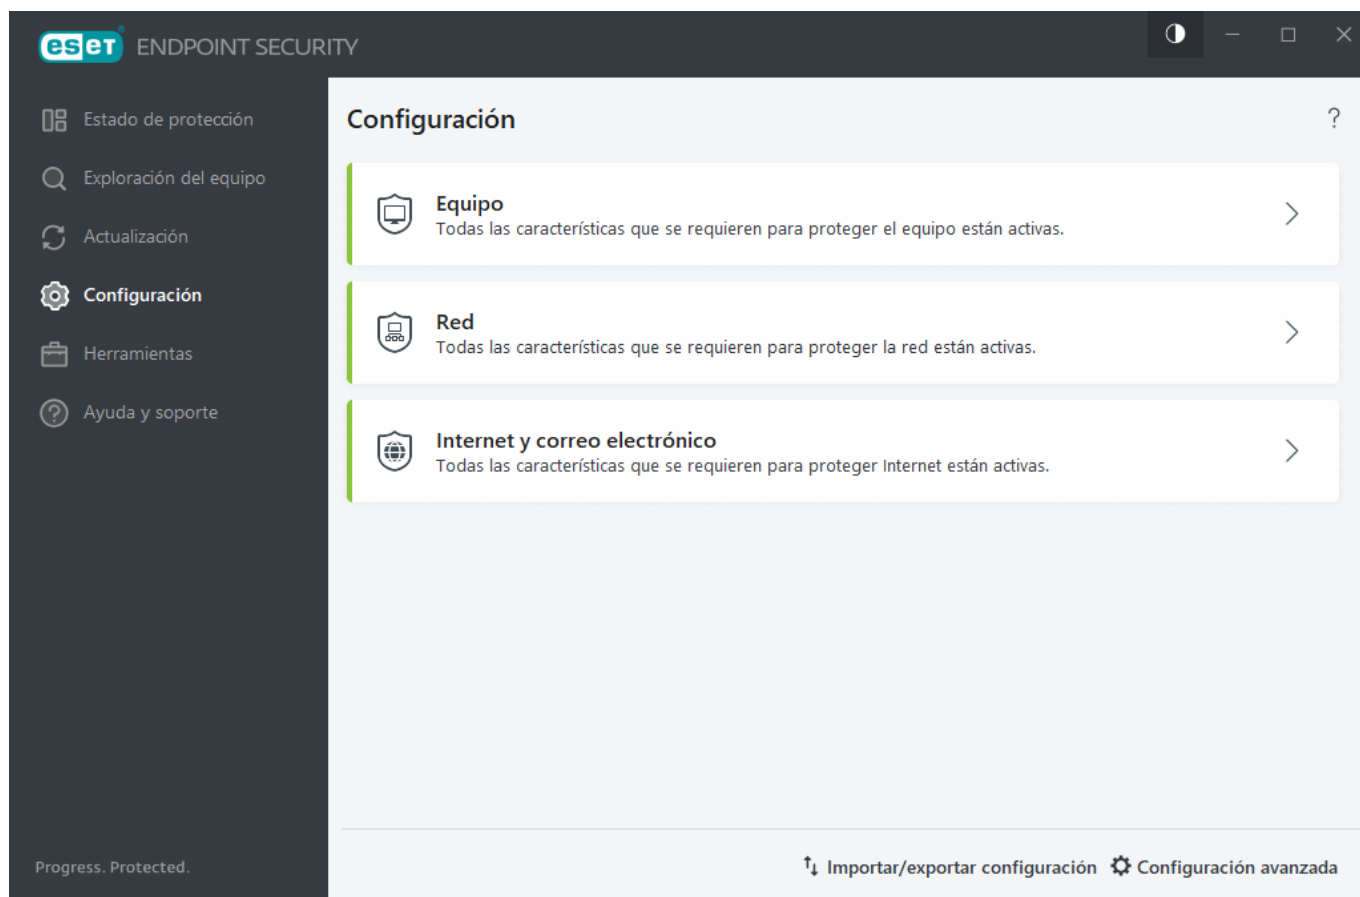 eset ENDPOINT SECURITY
Estado de protección
Exploración del equipo
Actualización
Configuración
Herramientas
Ayuda y soporte
Progress. Protected.
Configuración
?
Equipo
Todas las características que se requieren para proteger el equipo están activas.
Red
Todas las características que se requieren para proteger la red están activas.
Internet y correo electrónico
Todas las características que se requieren para proteger Internet están activas.
Importar/exportar configuración Configuración avanzada